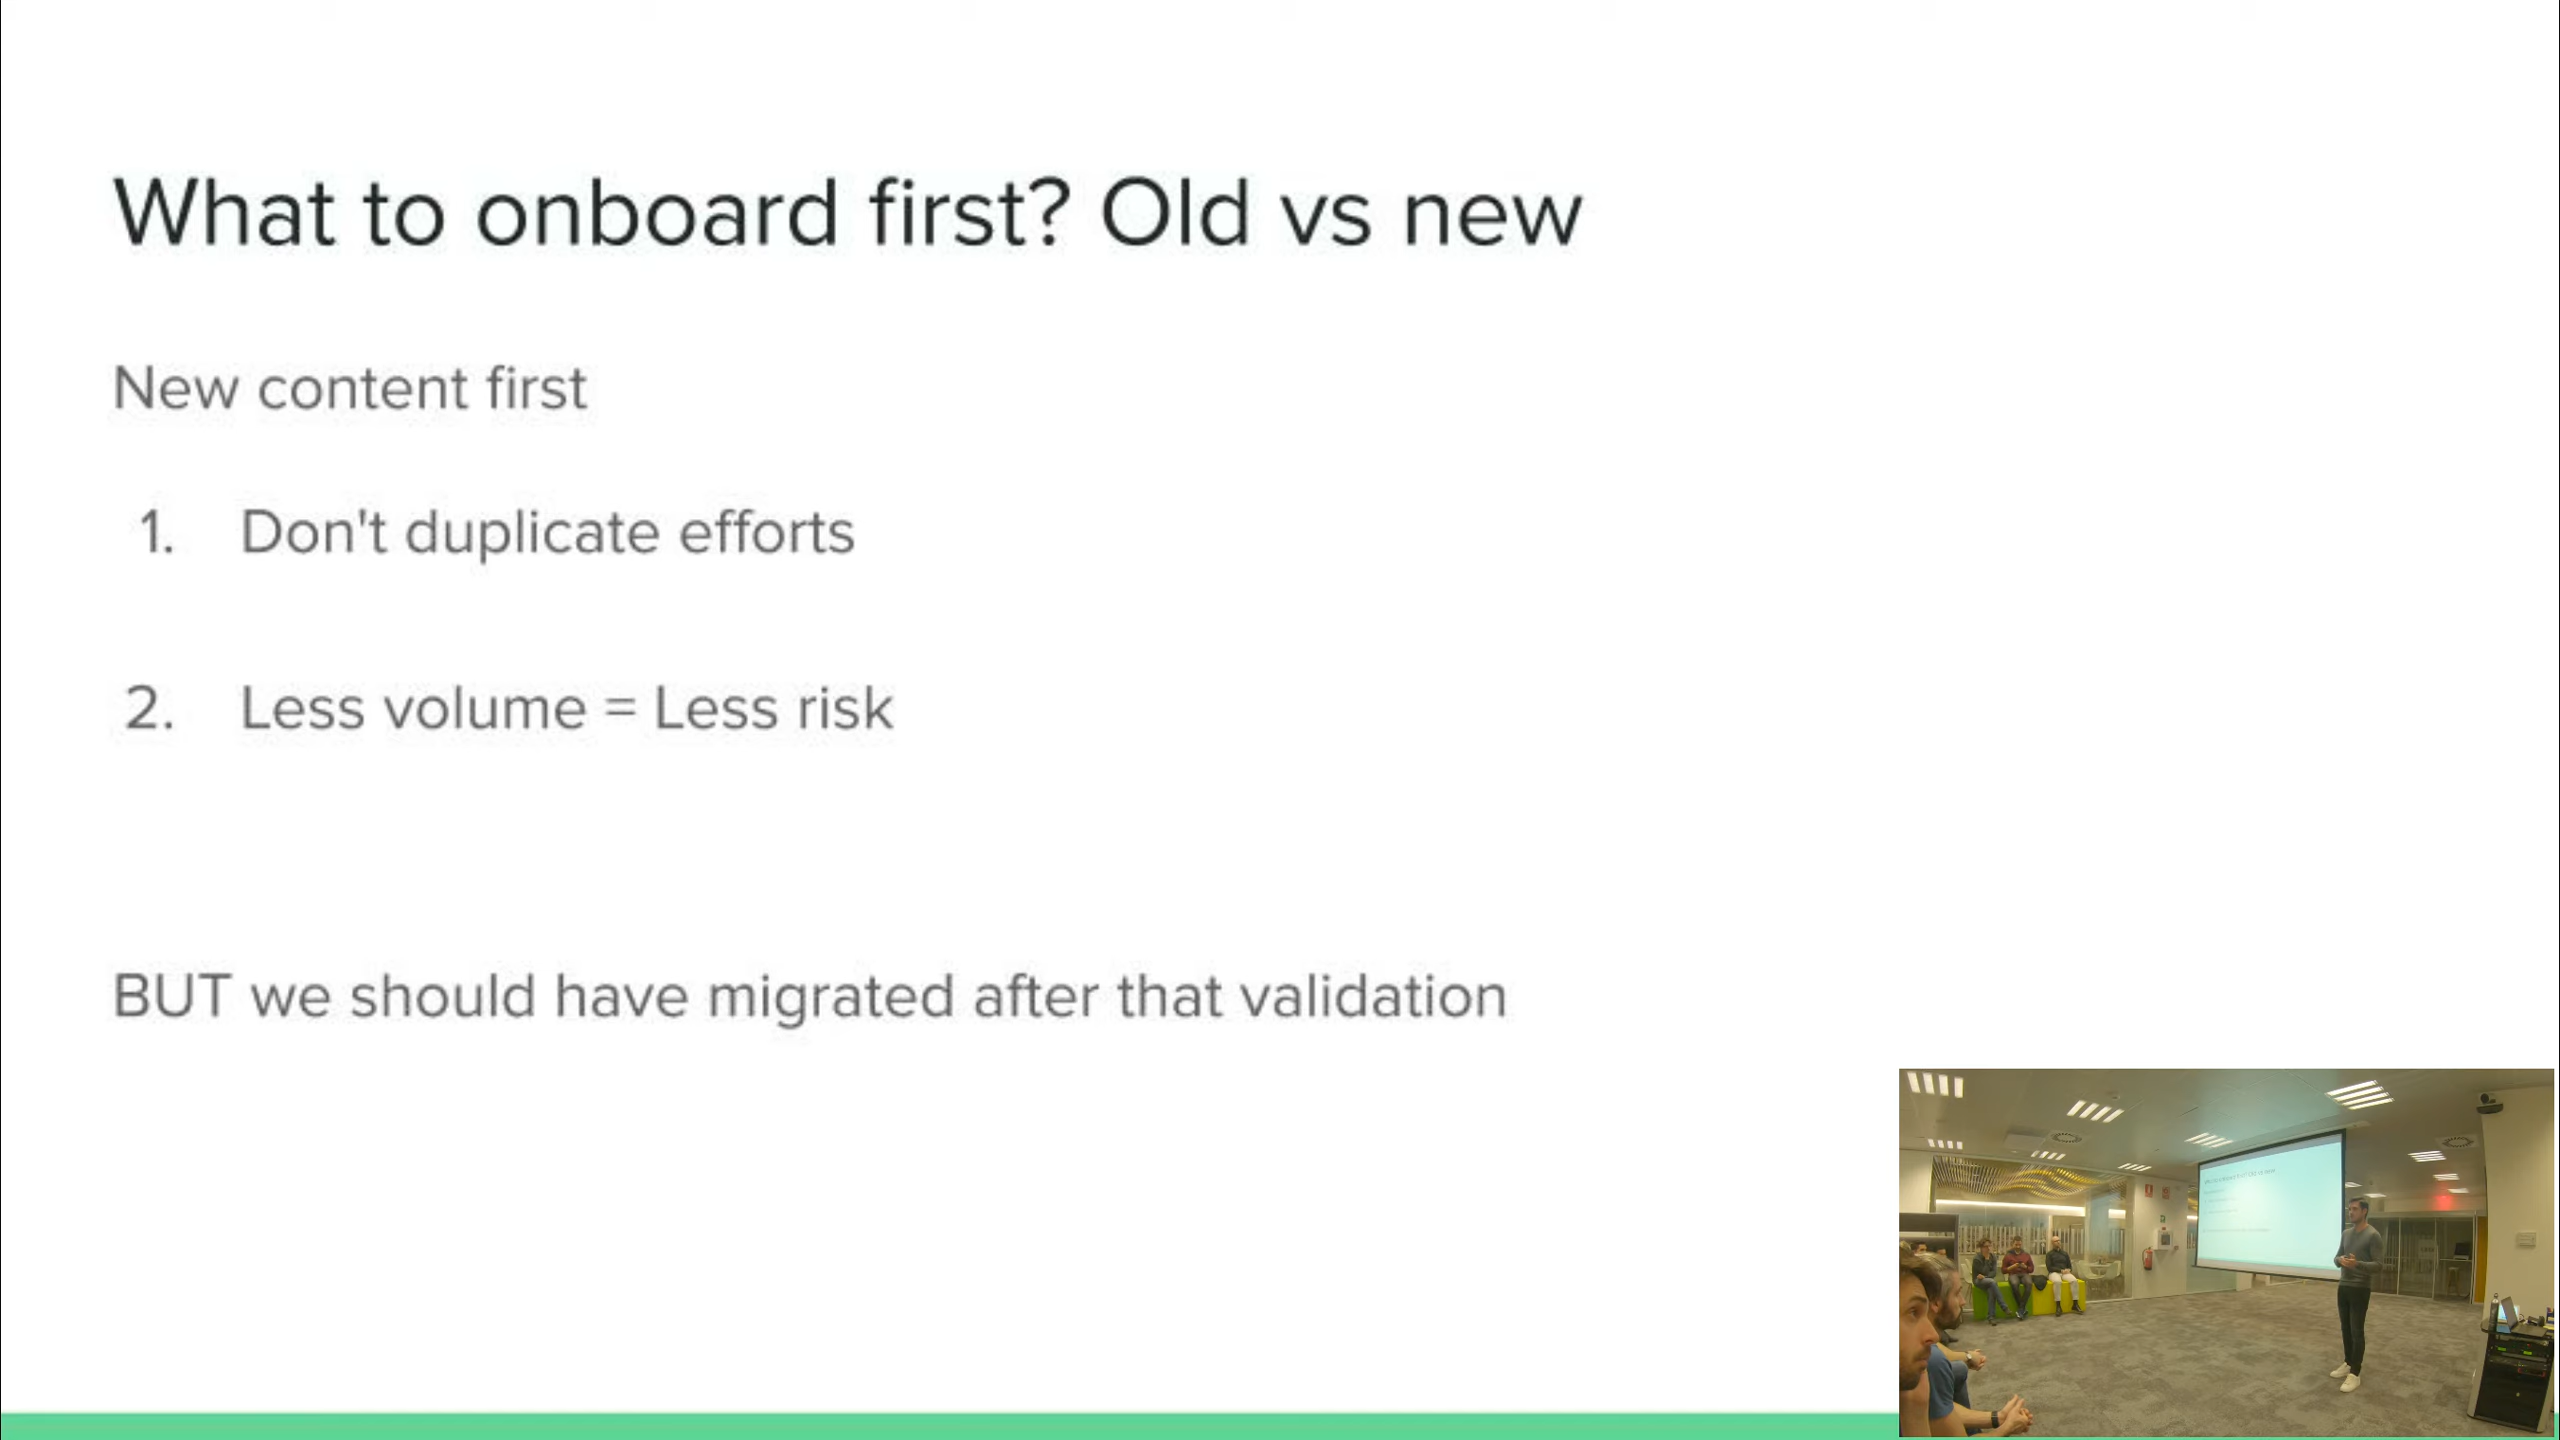 What to onboard first? Old vs new
New content first
1. Don't duplicate efforts
2. Less volume = Less risk
BUT we should have migrated after that validation